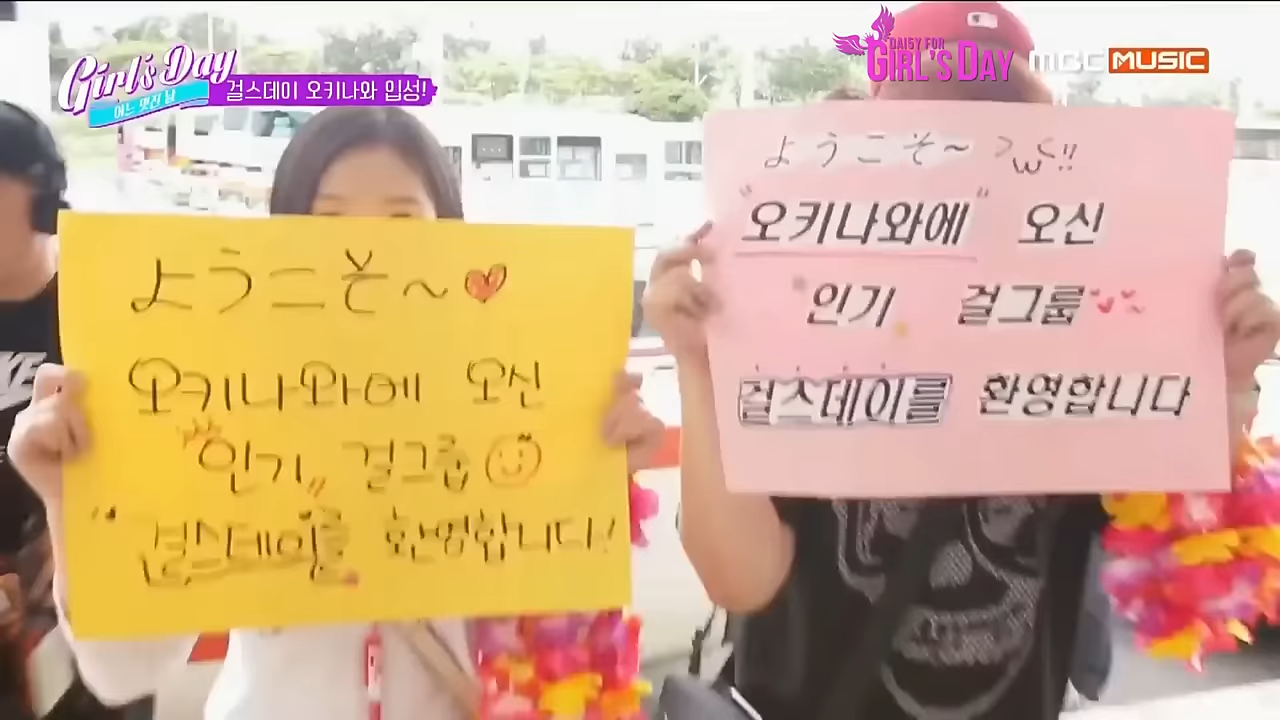 Girl's Day
어느 멋진 날
걸스데이 오키나와 입성!
DAISY FOR
GIRL'S DAY
MBC MUSIC
ようこそ~
오키나와에 오신
인기 걸그룹
걸스데이를 환영합니다!
ようこそ~ >ω<!!
"오키나와에" 오신
인기 걸그룹
걸스데이를 환영합니다